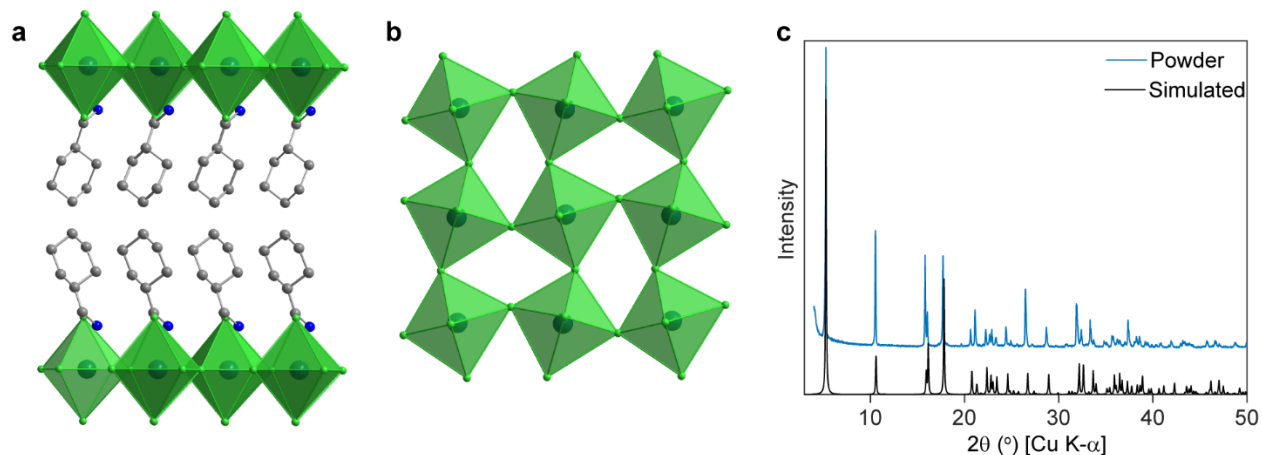 a
b
c
Powder
Simulated
Intensity
10
20
30
40
50
2θ (°) [Cu K-α]